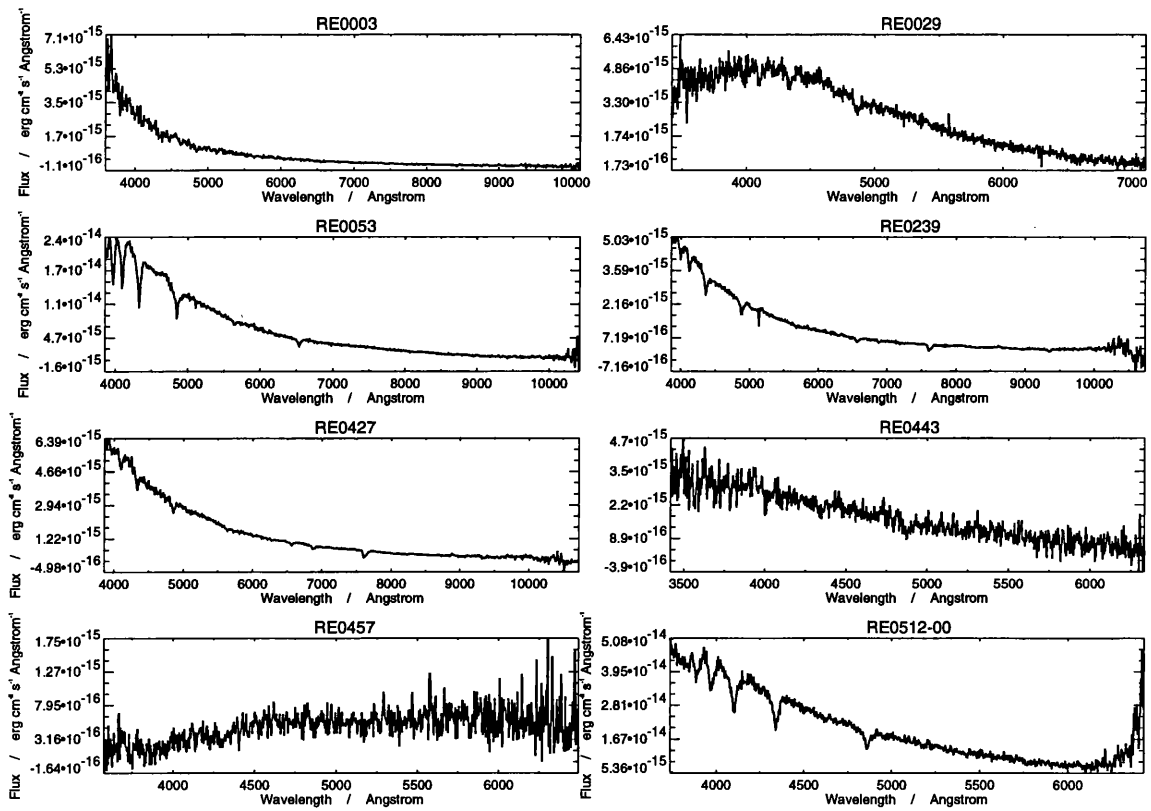 RE0003
7.1•10-15
5.3•10-15
3.5•10-15
1.7•10-15
-1.1•10-16
Flux / erg cm-s s-1 Angstrom-1
4000 5000 6000 7000 8000 9000 10000
Wavelength / Angstrom
RE0029
6.43•10-15
4.86•10-15
3.30•10-15
1.74•10-15
1.73•10-16
4000 5000 6000 7000
Wavelength / Angstrom
RE0053
2.4•10-14
1.7•10-14
1.1•10-14
4.7•10-15
-1.6•10-15
Flux / erg cm-s s-1 Angstrom-1
4000 5000 6000 7000 8000 9000 10000
Wavelength / Angstrom
RE0239
5.03•10-15
3.59•10-15
2.16•10-15
7.19•10-16
-7.16•10-16
4000 5000 6000 7000 8000 9000 10000
Wavelength / Angstrom
RE0427
6.39•10-15
4.66•10-15
2.94•10-15
1.22•10-15
-4.98•10-16
Flux / erg cm-s s-1 Angstrom-1
4000 5000 6000 7000 8000 9000 10000
Wavelength / Angstrom
RE0443
4.7•10-15
3.5•10-15
2.2•10-15
8.9•10-16
-3.9•10-16
3500 4000 4500 5000 5500 6000
Wavelength / Angstrom
RE0457
1.75•10-15
1.27•10-15
7.95•10-16
3.16•10-16
-1.64•10-16
Flux / erg cm-s s-1 Angstrom-1
4000 4500 5000 5500 6000
Wavelength / Angstrom
RE0512-00
5.08•10-14
3.95•10-14
2.81•10-14
1.67•10-14
5.36•10-15
Flux / erg cm-s s-1 Angstrom-1
4000 4500 5000 5500 6000
Wavelength / Angstrom